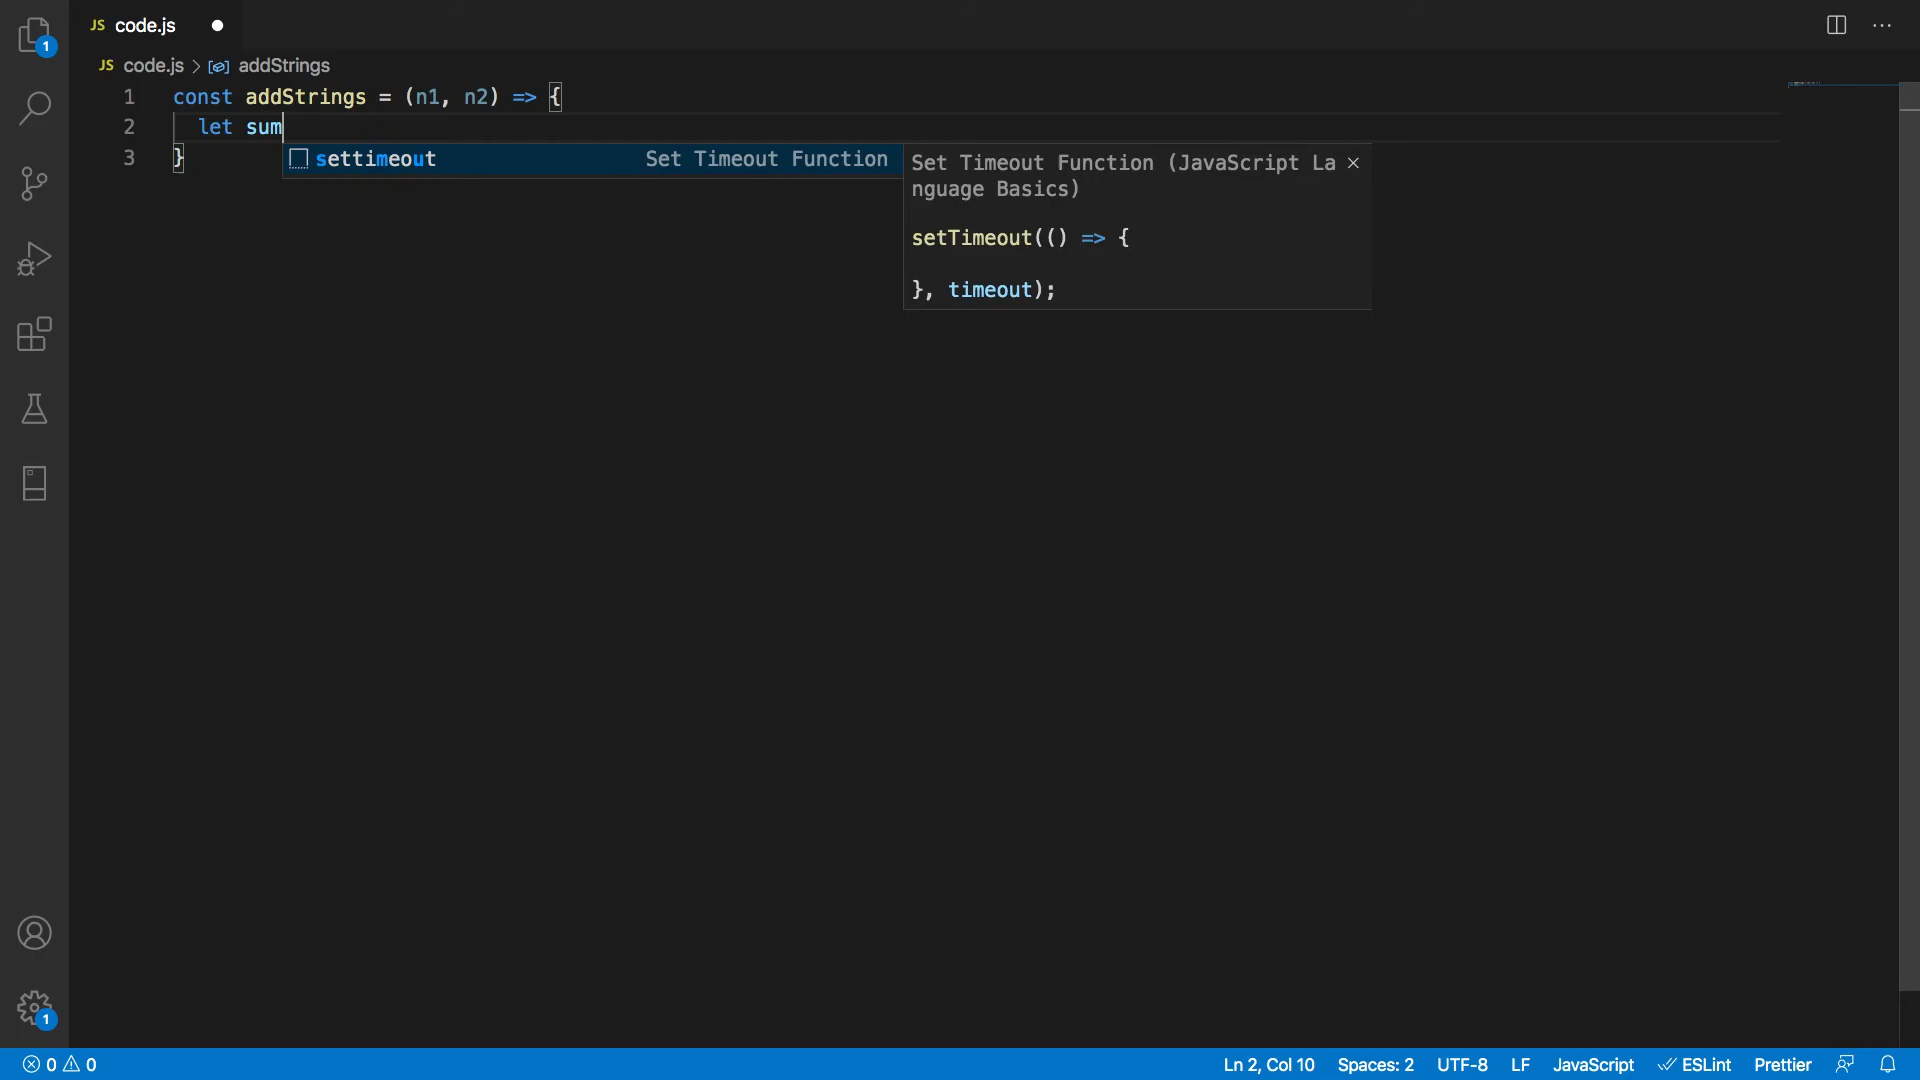 1
JS code.js
JS code.js > addStrings
1 const addStrings = (n1, n2) => {
2 let sum
3 }
settimeout Set Timeout Function
Set Timeout Function (JavaScript La
nguage Basics)
setTimeout(() => {
}, timeout);
1
0 0 Ln 2, Col 10 Spaces: 2 UTF-8 LF JavaScript ESLint Prettier